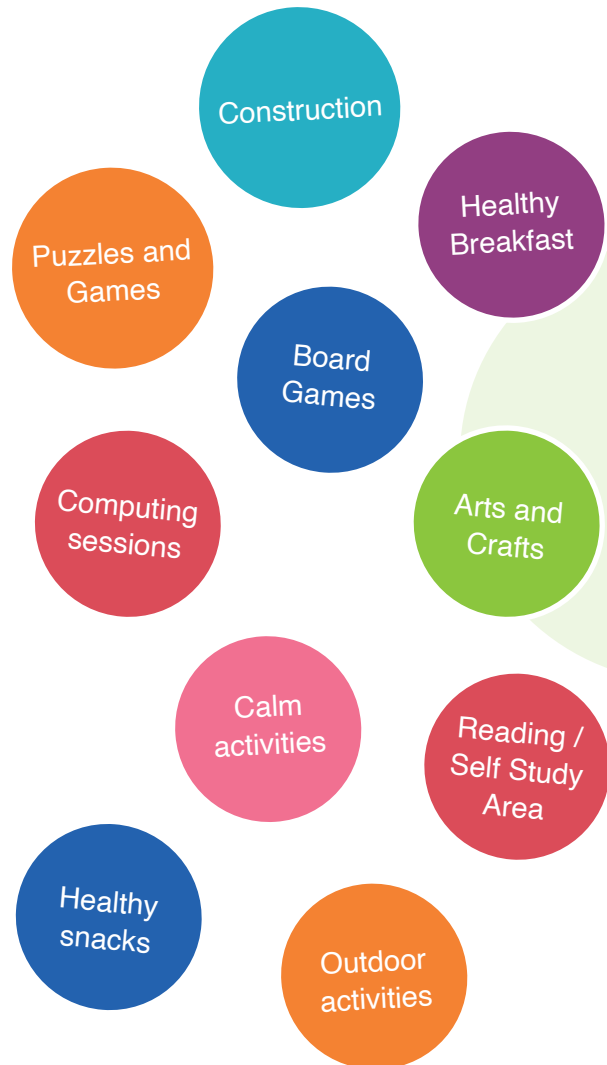 Construction
Healthy
Breakfast
Puzzles and
Games
Board
Games
Computing
sessions
Arts and
Crafts
Calm
activities
Reading /
Self Study
Area
Healthy
snacks
Outdoor
activities